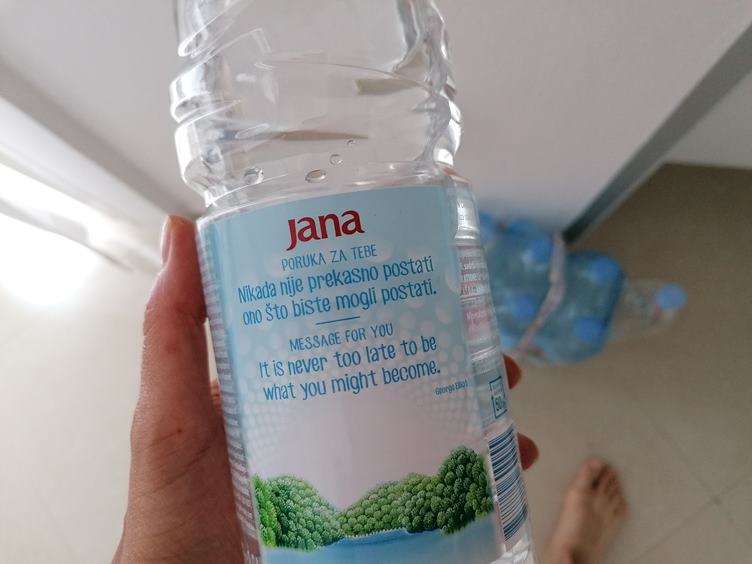 Jana
PORUKA ZA TEBE
Nikada nije prekasno postati
ono što biste mogli postati.
MESSAGE FOR YOU
It is never too late to be
what you might become.
George Eliot